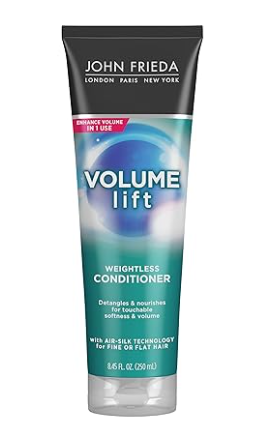 JOHN FRIEDA
LONDON PARIS NEW YORK
ENHANCE VOLUME
IN 1 USE
VOLUME
lift
WEIGHTLESS
CONDITIONER
Detangles & nourishes
for touchable
softness & volume
with AIR-SILK TECHNOLOGY
for FINE OR FLAT HAIR
8.45 FL. OZ. (250 mL)